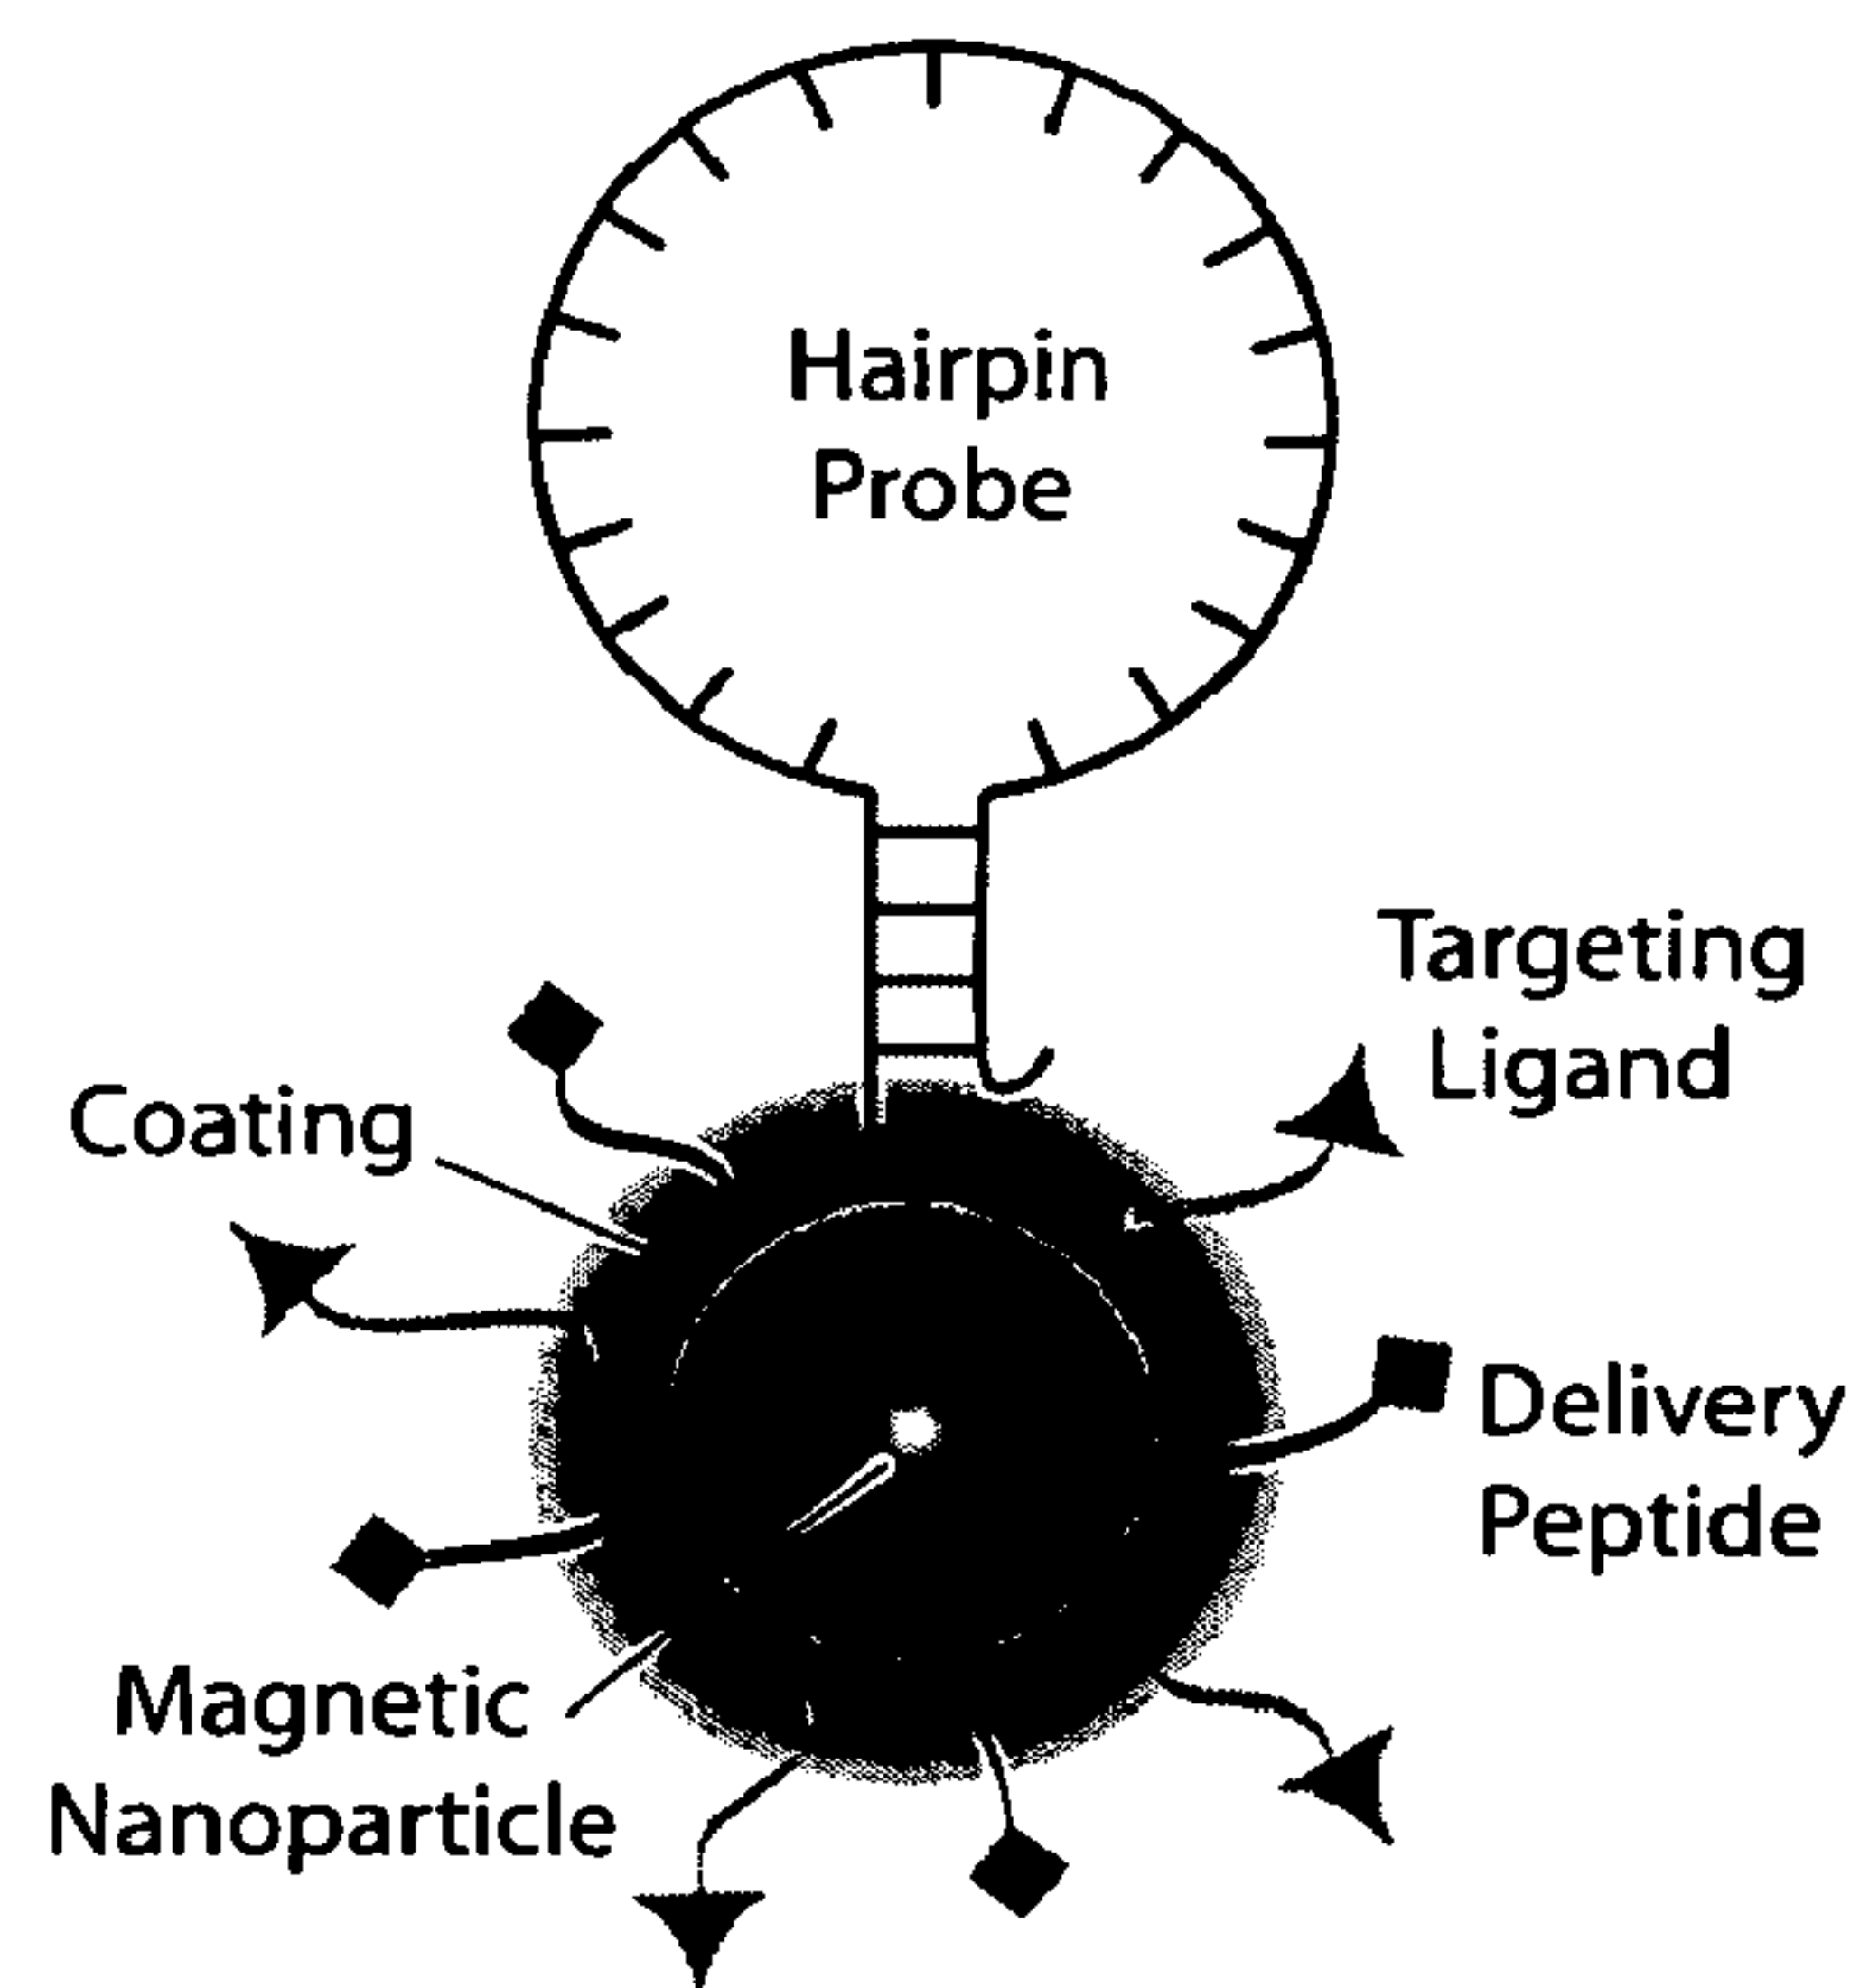 Hairpin
Probe
Targeting
Ligand
Coating
Delivery
Peptide
Magnetic
Nanoparticle